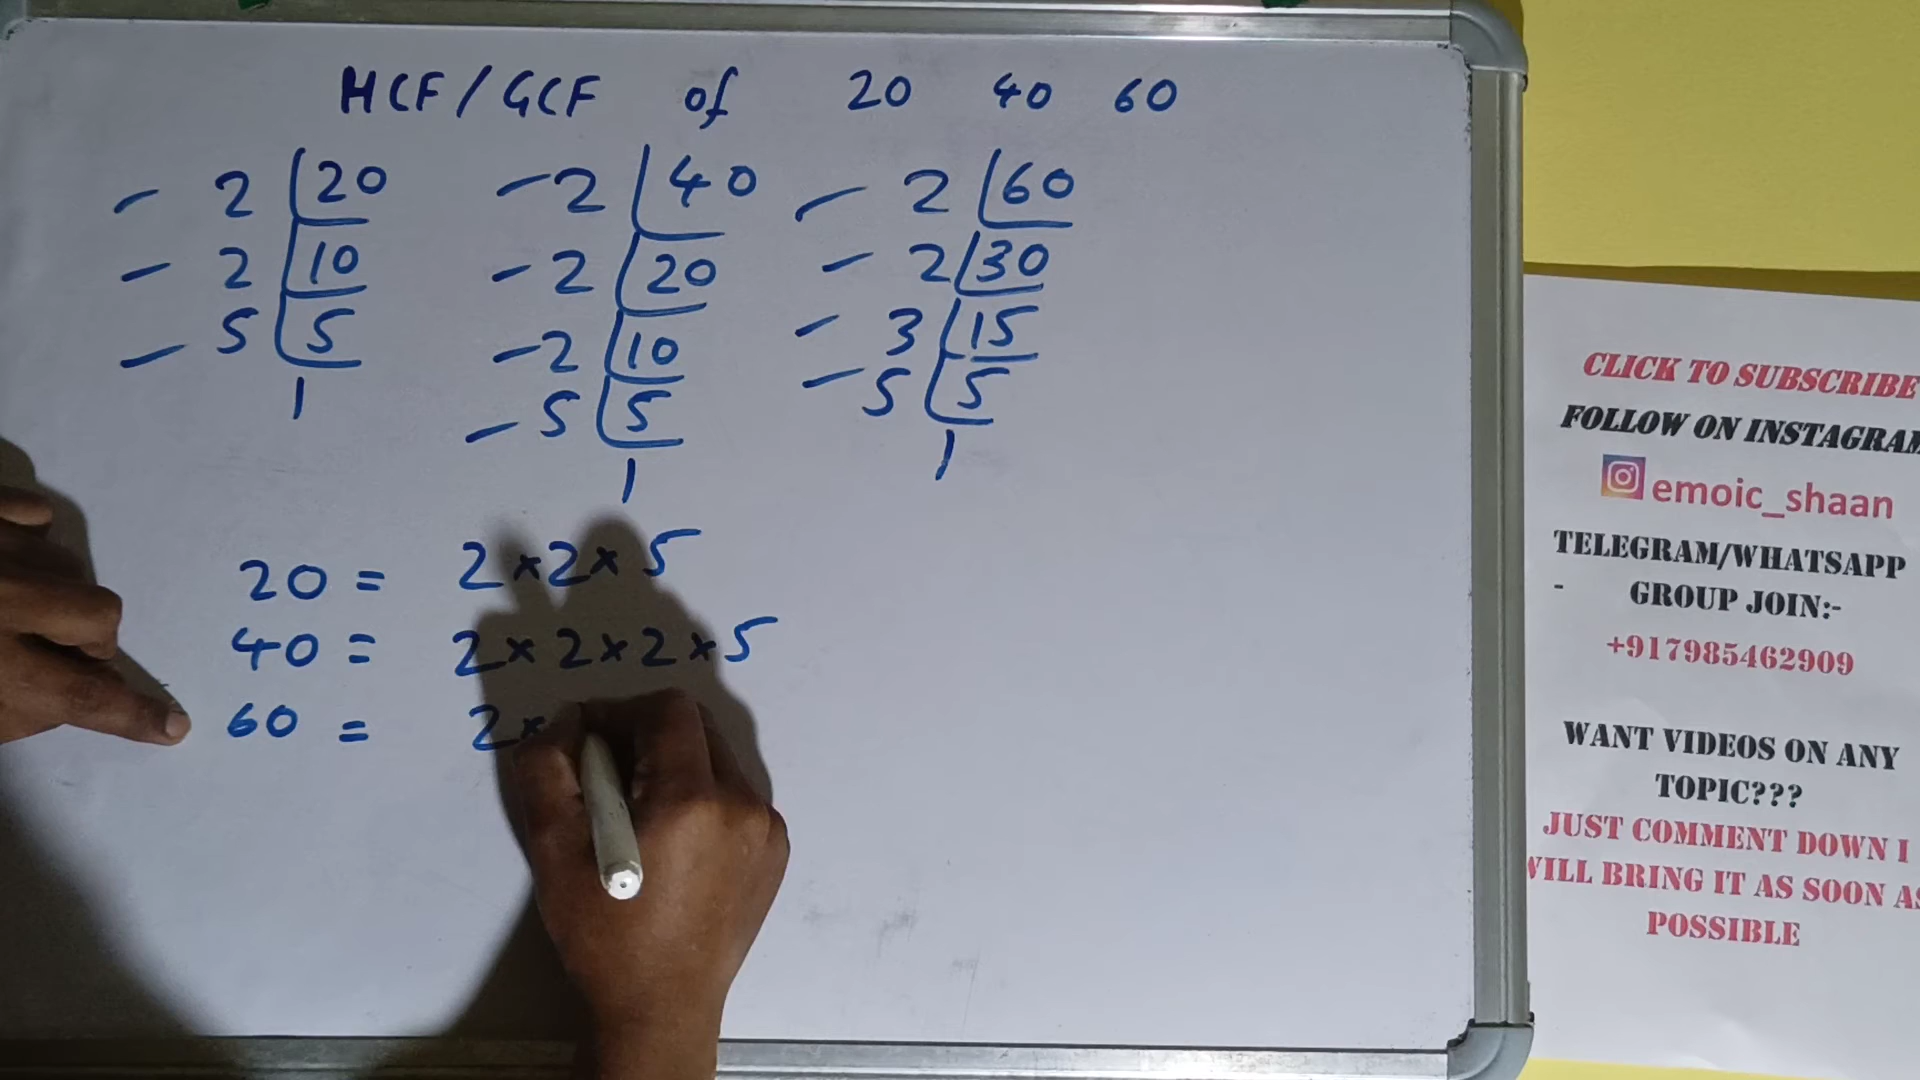 HCF/GCF of 20 40 60
- 2 | 20
- 2 | 10
- 5 | 5
1
- 2 | 40
- 2 | 20
- 2 | 10
- 5 | 5
1
- 2 | 60
- 2 | 30
- 3 | 15
- 5 | 5
1
20 = 2 × 2 × 5
40 = 2 × 2 × 2 × 5
60 = 2 ×
CLICK TO SUBSCRIBE
FOLLOW ON INSTAGRAM
emoic_shaan
TELEGRAM/WHATSAPP
- GROUP JOIN:-
+917985462909
WANT VIDEOS ON ANY
TOPIC???
JUST COMMENT DOWN I
WILL BRING IT AS SOON AS
POSSIBLE